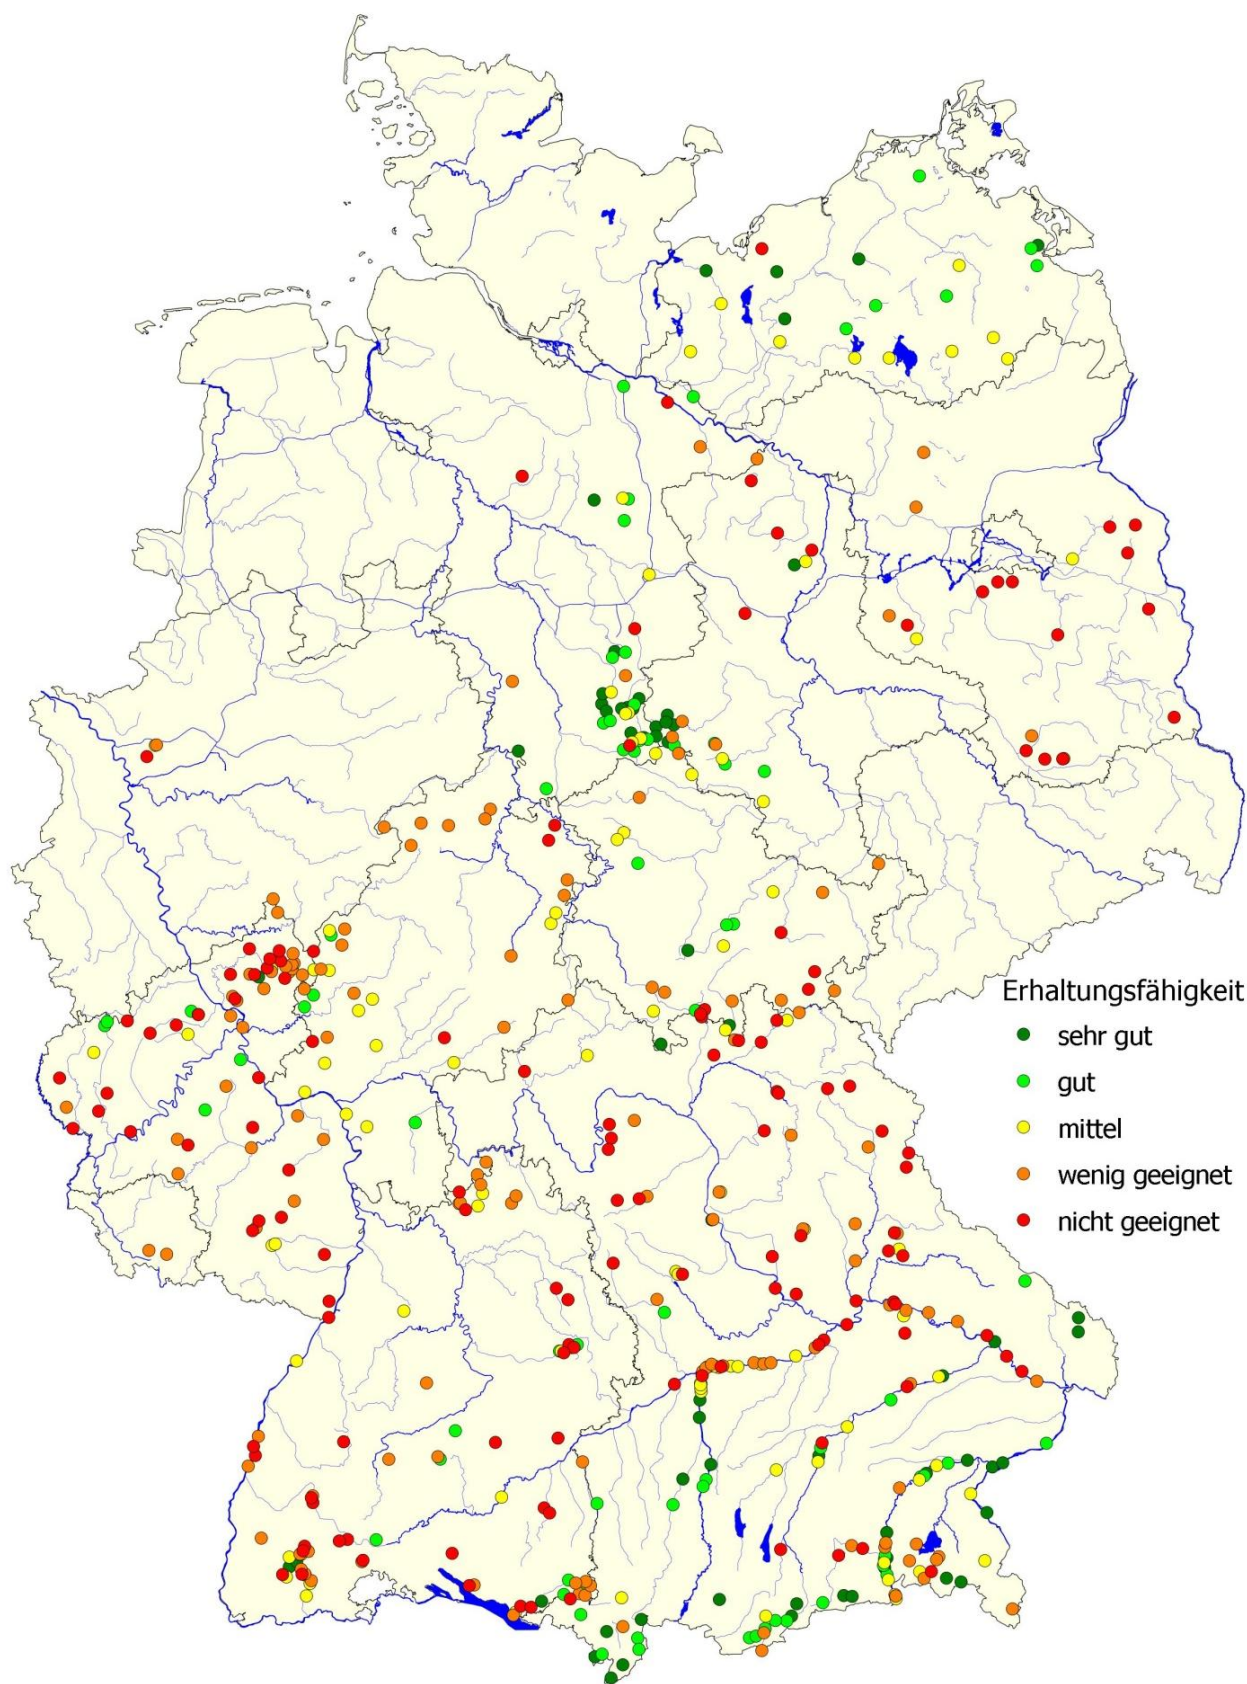 Erhaltungsfähigkeit
sehr gut
gut
mittel
wenig geeignet
nicht geeignet